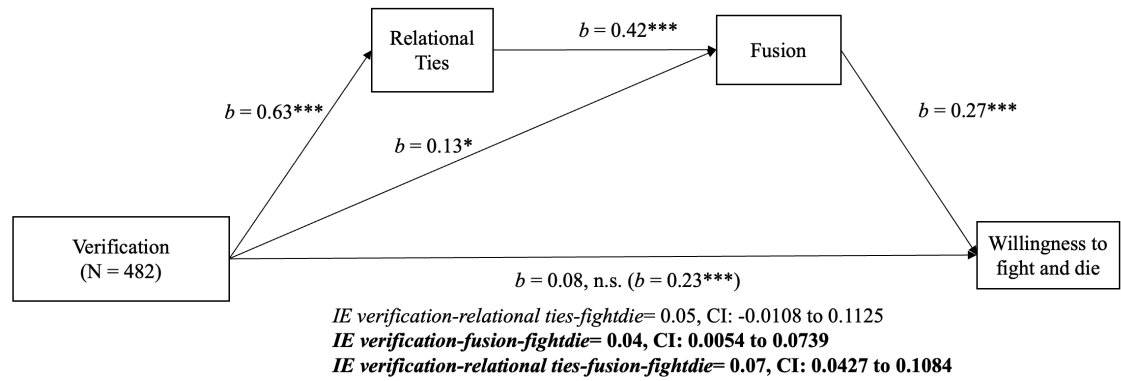 Relational
Ties
b = 0.42***
Fusion
b = 0.63***
b = 0.27***
b = 0.13*
Verification
(N = 482)
Willingness to
fight and die
b = 0.08, n.s. (b = 0.23***)
IE verification-relational ties-fightdie= 0.05, CI: -0.0108 to 0.1125
IE verification-fusion-fightdie= 0.04, CI: 0.0054 to 0.0739
IE verification-relational ties-fusion-fightdie= 0.07, CI: 0.0427 to 0.1084